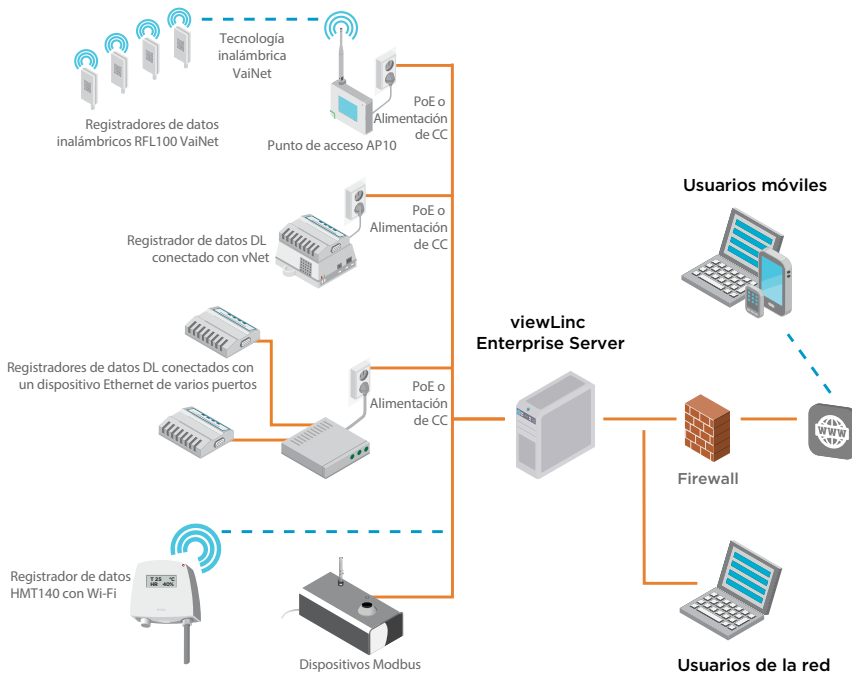 Tecnología
inalámbrica
VaiNet
Registradores de datos
inalámbricos RFL100 VaiNet
Punto de acceso AP10
PoE o
Alimentación
de CC
Registrador de datos DL
conectado con vNet
PoE o
Alimentación
de CC
Usuarios móviles
viewLinc
Enterprise Server
Registradores de datos DL conectados con
un dispositivo Ethernet de varios puertos
PoE o
Alimentación
de CC
WWW
Firewall
Registrador de datos
HMT140 con Wi-Fi
T 25 °C
HR 40%
Dispositivos Modbus
Usuarios de la red